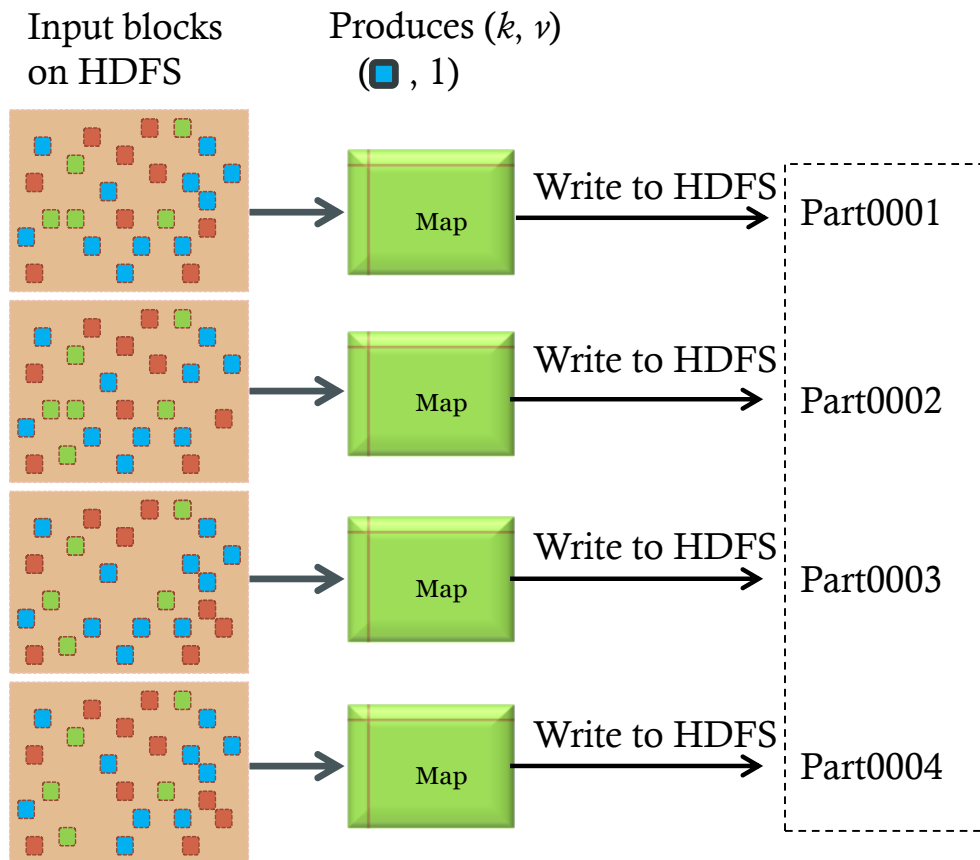 Input blocks
on HDFS
Produces (k, v)
( , 1)
Map
Write to HDFS
Part0001
Map
Write to HDFS
Part0002
Map
Write to HDFS
Part0003
Map
Write to HDFS
Part0004